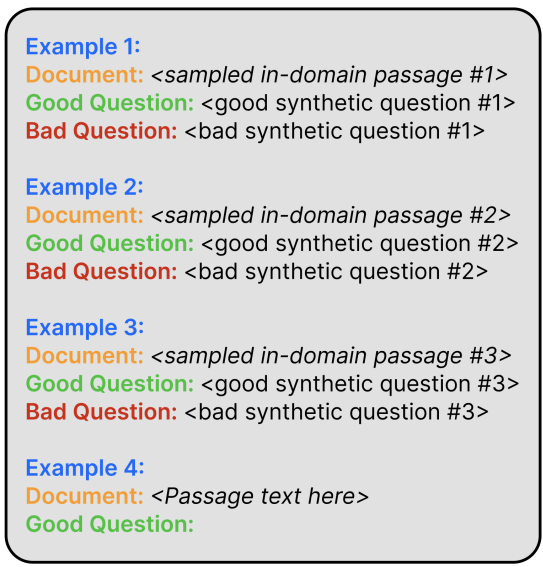 Example 1:
Document: <sampled in-domain passage #1>
Good Question: <good synthetic question #1>
Bad Question: <bad synthetic question #1>
Example 2:
Document: <sampled in-domain passage #2>
Good Question: <good synthetic question #2>
Bad Question: <bad synthetic question #2>
Example 3:
Document: <sampled in-domain passage #3>
Good Question: <good synthetic question #3>
Bad Question: <bad synthetic question #3>
Example 4:
Document: <Passage text here>
Good Question: